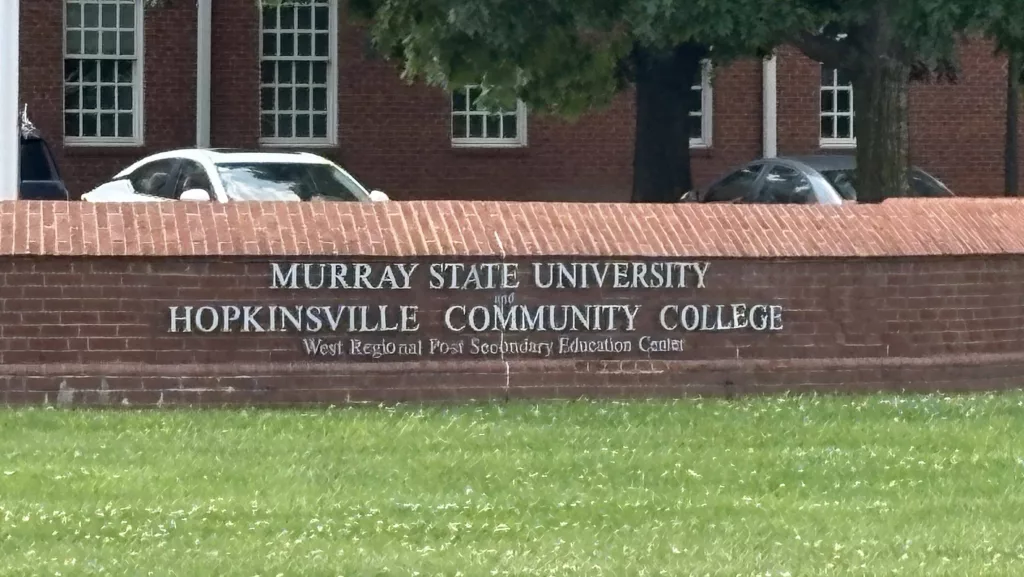 MURRAY STATE UNIVERSITY
and
HOPKINSVILLE COMMUNITY COLLEGE
West Regional Post Secondary Education Center